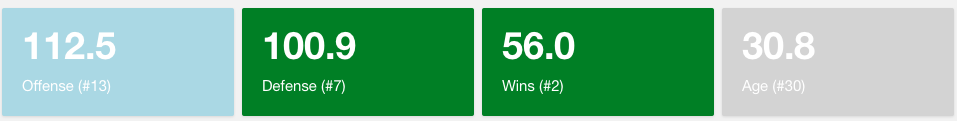 112.5
Offense (#13)
100.9
Defense (#7)
56.0
Wins (#2)
30.8
Age (#30)